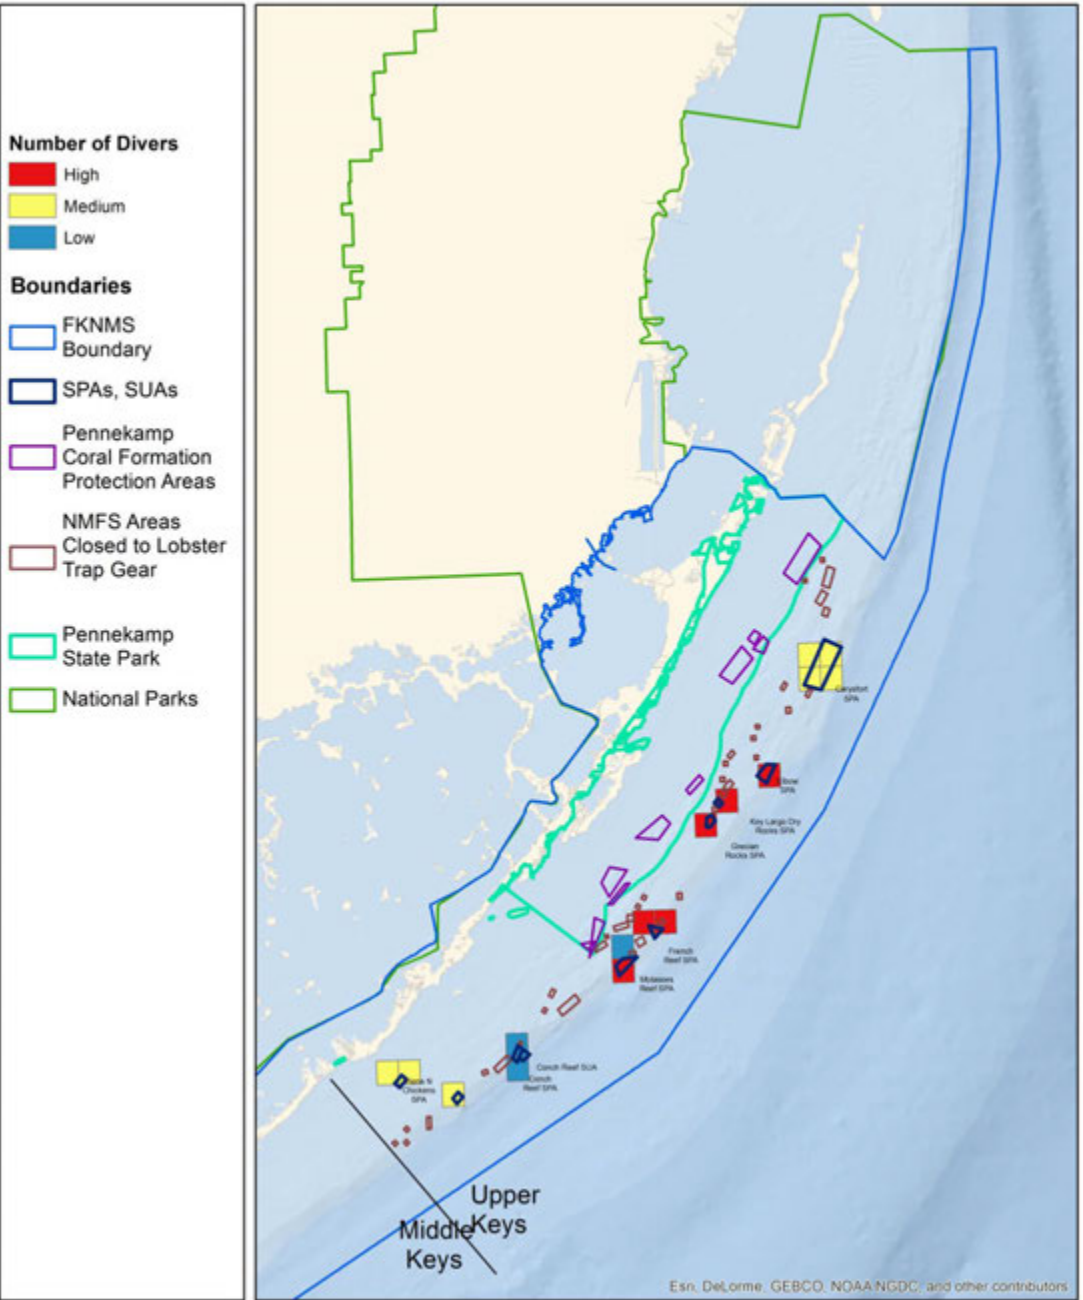 Number of Divers
High
Medium
Low
Boundaries
FKNMS
Boundary
SPAs, SUAs
Pennekamp
Coral Formation
Protection Areas
NMFS Areas
Closed to Lobster
Trap Gear
Pennekamp
State Park
National Parks
Carysfort
SPA
SPA
Key Largo Dry
Rocks SPA
Grecian
Rocks SPA
French
Reef SPA
Molasses
Reef SPA
Conch Reef SUA
Conch
Reef SPA
Chickens
SPA
Upper
Keys
Middle
Keys
Esri, DeLorme, GEBCO, NOAA NGDC, and other contributors